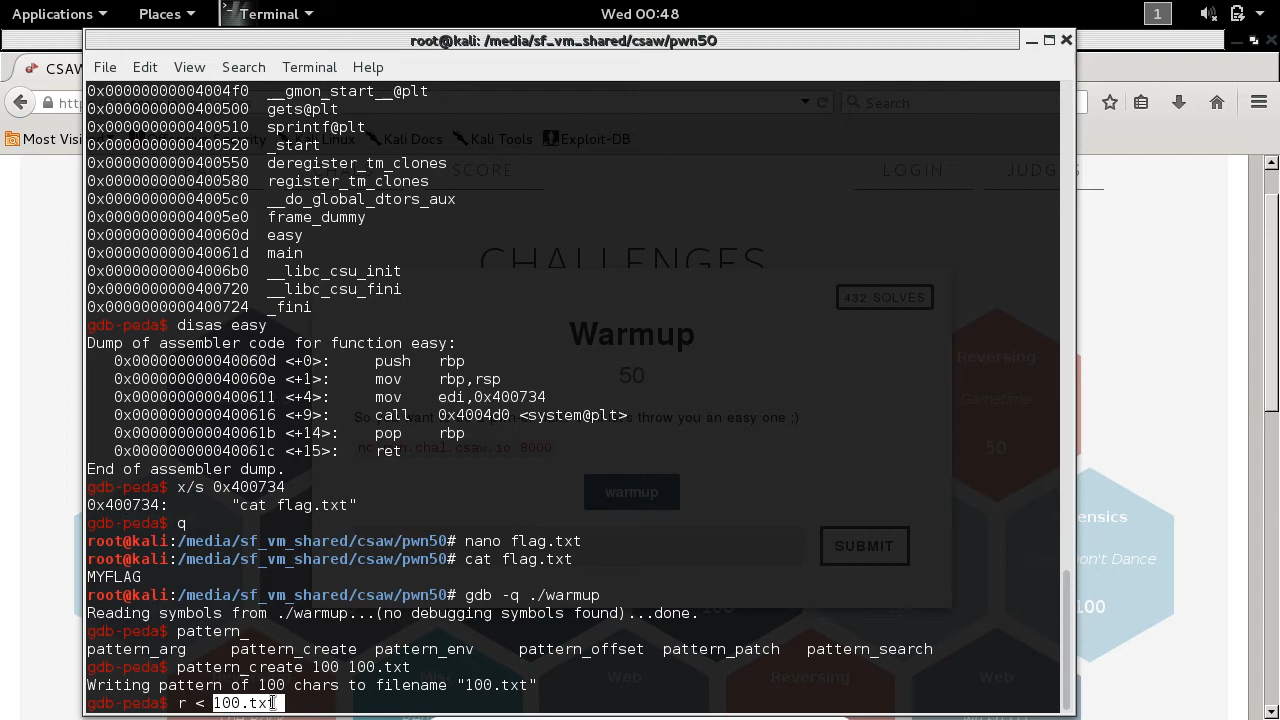 Applications Places Terminal Wed 00:48 1
root@kali: /media/sf_vm_shared/csaw/pwn50
CSAW
File Edit View Search Terminal Help
Search
Most Visited Kali Linux Kali Docs Kali Tools Exploit-DB
SCORE LOGIN JUDGES
CHALLENGES
432 SOLVES
Warmup
50
warmup
SUBMIT
Reversing
Gametime
50
100
Web
Reversing
Web
0x00000000004004f0 __gmon_start__@plt
0x0000000000400500 gets@plt
0x0000000000400510 sprintf@plt
0x0000000000400520 _start
0x0000000000400550 deregister_tm_clones
0x0000000000400580 register_tm_clones
0x00000000004005c0 __do_global_dtors_aux
0x00000000004005e0 frame_dummy
0x000000000040060d easy
0x000000000040061d main
0x00000000004006b0 __libc_csu_init
0x0000000000400720 __libc_csu_fini
0x0000000000400724 _fini
gdb-peda$ disas easy
Dump of assembler code for function easy:
0x000000000040060d <+0>: push rbp
0x000000000040060e <+1>: mov rbp,rsp
0x0000000000400611 <+4>: mov edi,0x400734
0x0000000000400616 <+9>: call 0x4004d0 <system@plt>
0x000000000040061b <+14>: pop rbp
0x000000000040061c <+15>: ret
End of assembler dump.
gdb-peda$ x/s 0x400734
0x400734: "cat flag.txt"
gdb-peda$ q
root@kali:/media/sf_vm_shared/csaw/pwn50# nano flag.txt
root@kali:/media/sf_vm_shared/csaw/pwn50# cat flag.txt
MYFLAG
root@kali:/media/sf_vm_shared/csaw/pwn50# gdb -q ./warmup
Reading symbols from ./warmup...(no debugging symbols found)...done.
gdb-peda$ pattern_
pattern_arg pattern_create pattern_env pattern_offset pattern_patch pattern_search
gdb-peda$ pattern_create 100 100.txt
Writing pattern of 100 chars to filename "100.txt"
gdb-peda$ r < 100.txt